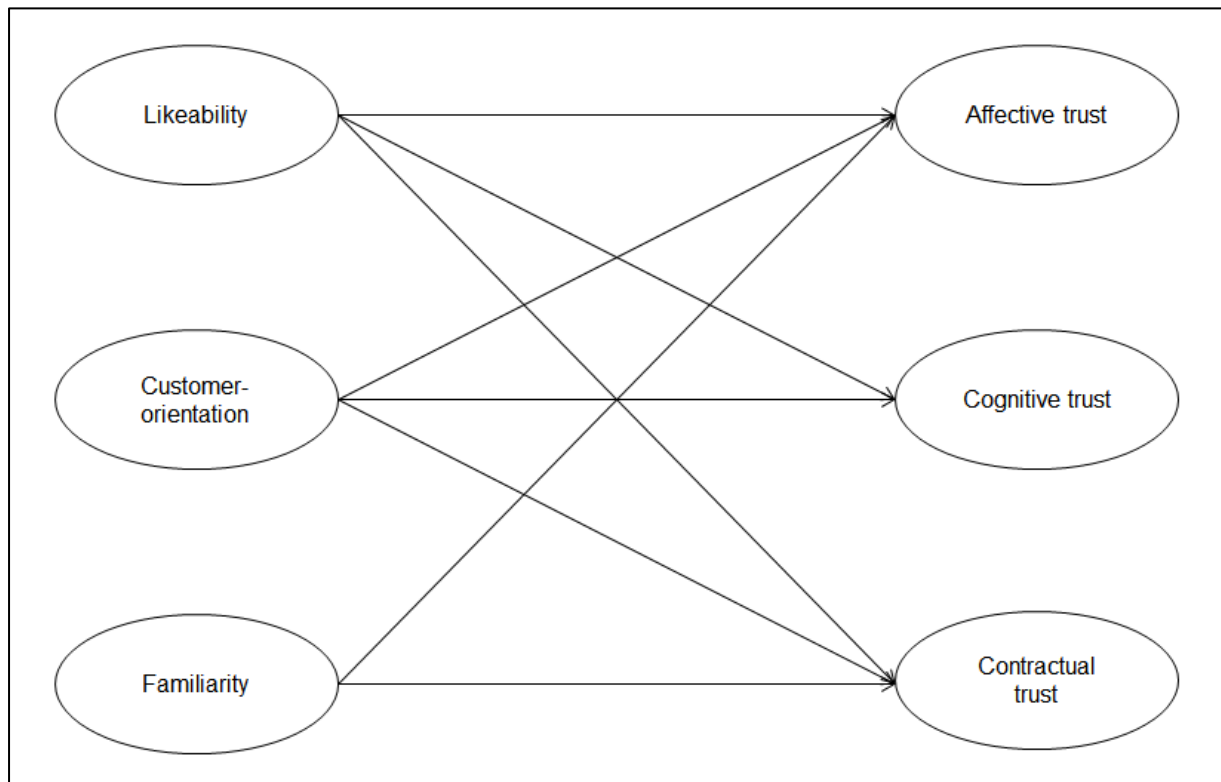 Likeability
Affective trust
Customer-
orientation
Cognitive trust
Familiarity
Contractual
trust